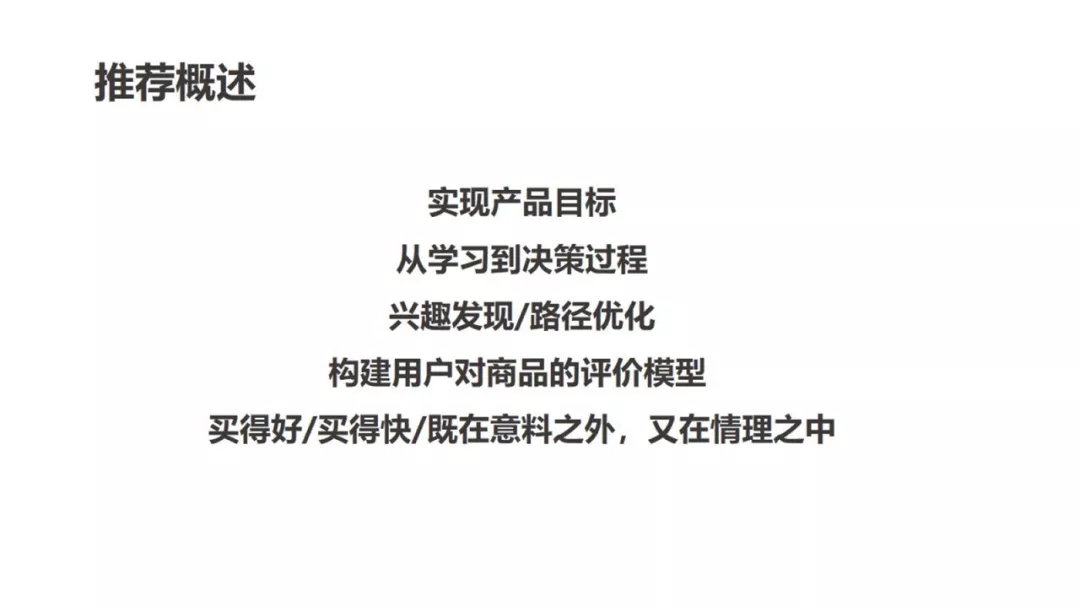 推荐概述
实现产品目标
从学习到决策过程
兴趣发现/路径优化
构建用户对商品的评价模型
买得好/买得快/既在意料之外，又在情理之中